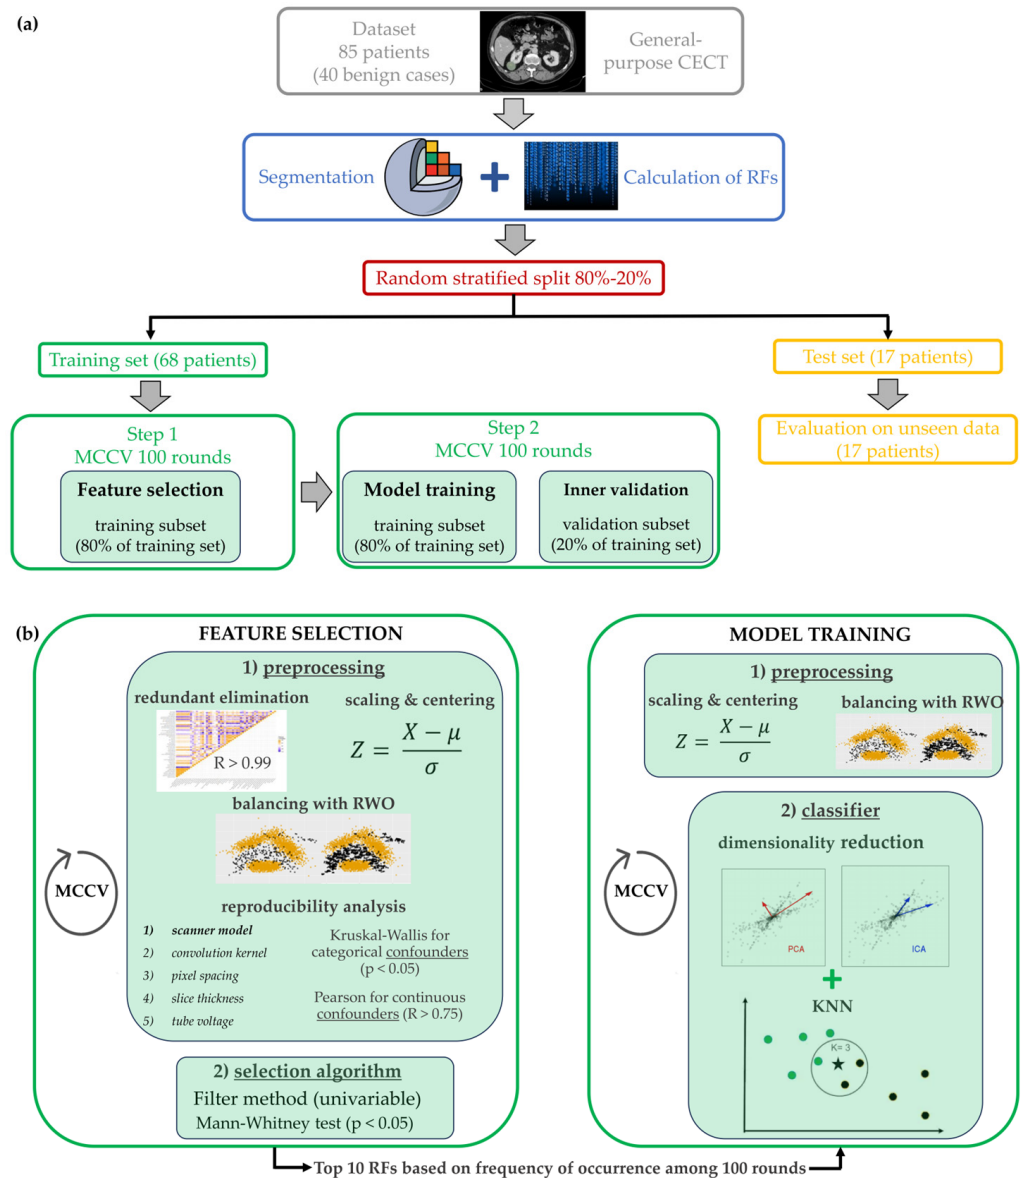 (a)
Dataset
85 patients
(40 benign cases)
General-
purpose CECT
Segmentation
Calculation of RFs
Random stratified split 80%-20%
Training set (68 patients)
Test set (17 patients)
Step 1
MCCV 100 rounds
Feature selection
training subset
(80% of training set)
Step 2
MCCV 100 rounds
Model training
training subset
(80% of training set)
Inner validation
validation subset
(20% of training set)
Evaluation on unseen data
(17 patients)
(b)
FEATURE SELECTION
1) preprocessing
redundant elimination
R > 0.99
scaling & centering
Z = (X − μ) / σ
balancing with RWO
reproducibility analysis
1) scanner model
2) convolution kernel
3) pixel spacing
4) slice thickness
5) tube voltage
Kruskal-Wallis for
categorical confounders
(p < 0.05)
Pearson for continuous
confounders (R > 0.75)
MCCV
2) selection algorithm
Filter method (univariable)
Mann-Whitney test (p < 0.05)
MODEL TRAINING
1) preprocessing
scaling & centering
Z = (X − μ) / σ
balancing with RWO
MCCV
2) classifier
dimensionality reduction
PCA
ICA
KNN
K= 3
Top 10 RFs based on frequency of occurrence among 100 rounds